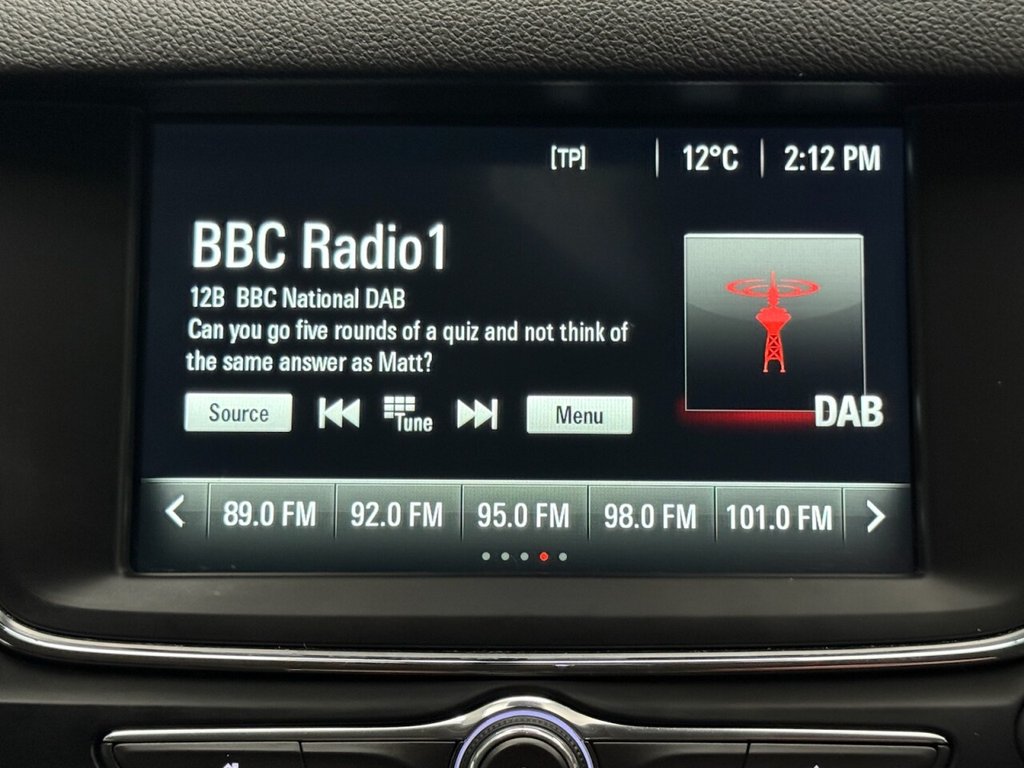 [TP] 12°C 2:12 PM
BBC Radio1
12B BBC National DAB
Can you go five rounds of a quiz and not think of
the same answer as Matt?
Source Tune Menu
DAB
89.0 FM 92.0 FM 95.0 FM 98.0 FM 101.0 FM